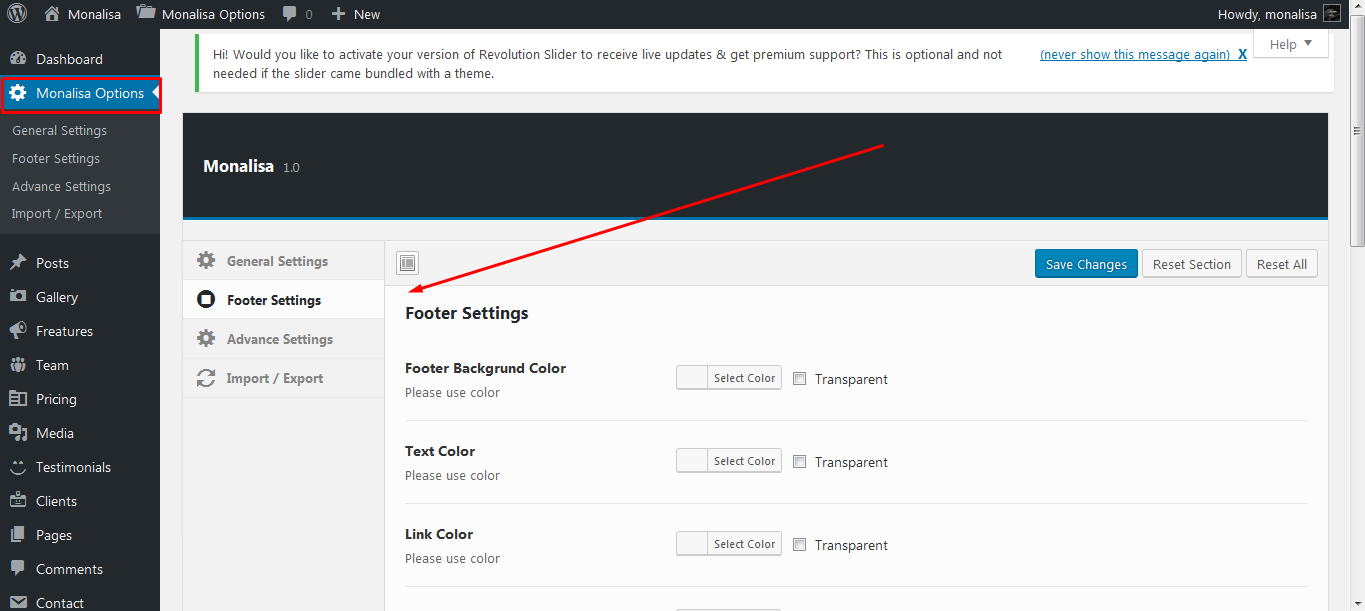 Monalisa Monalisa Options 0 New Howdy, monalisa
Help
Hi! Would you like to activate your version of Revolution Slider to receive live updates & get premium support? This is optional and not
needed if the slider came bundled with a theme.
(never show this message again) X
Dashboard
Monalisa Options
General Settings
Footer Settings
Advance Settings
Import / Export
Posts
Gallery
Freatures
Team
Pricing
Media
Testimonials
Clients
Pages
Comments
Contact
Monalisa 1.0
General Settings
Footer Settings
Advance Settings
Import / Export
Save Changes Reset Section Reset All
Footer Settings
Footer Backgrund Color
Please use color
Select Color Transparent
Text Color
Please use color
Select Color Transparent
Link Color
Please use color
Select Color Transparent